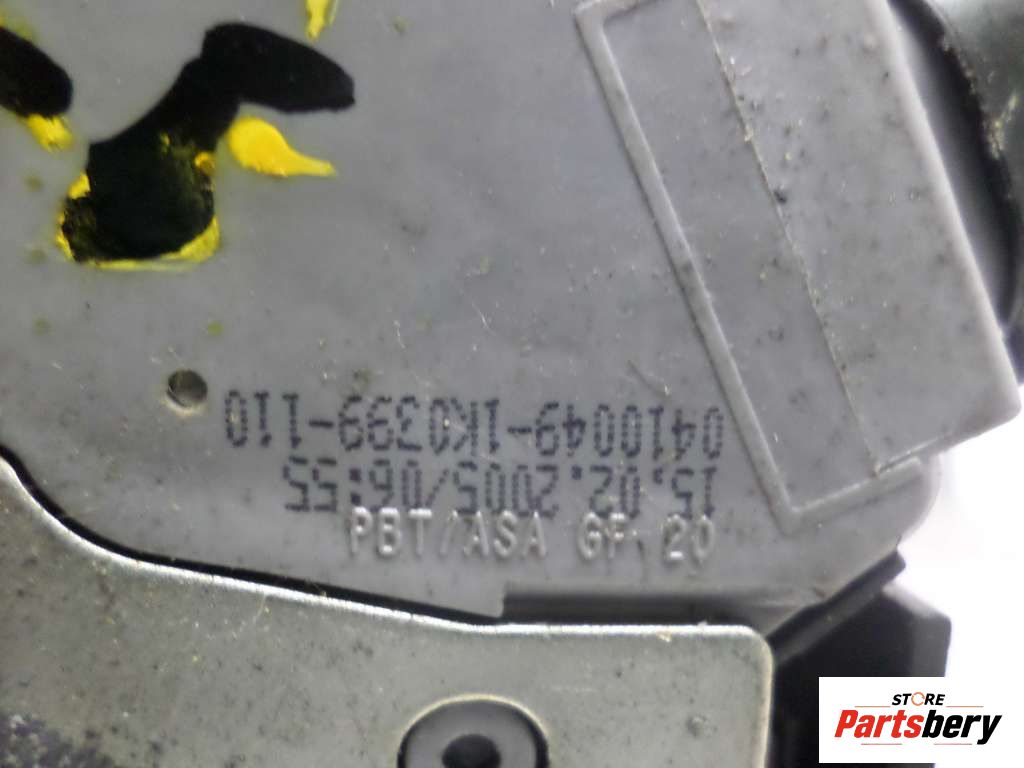 15.02.2005/06:55
0410049-1K0399-110
PBT/ASA GF 20
STORE
Partsbery